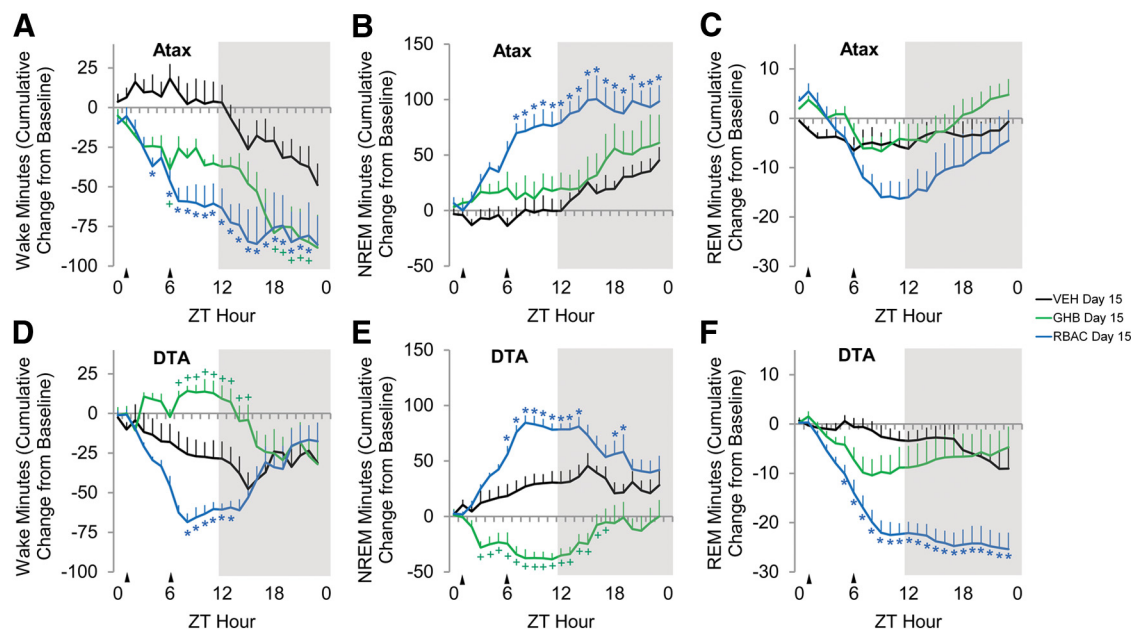 A
Atax
Wake Minutes (Cumulative
Change from Baseline)
25
0
-25
-50
-75
-100
0 6 12 18 0
ZT Hour
B
Atax
NREM Minutes (Cumulative
Change from Baseline)
150
100
50
0
-50
0 6 12 18 0
ZT Hour
C
Atax
REM Minutes (Cumulative
Change from Baseline)
10
0
-10
-20
-30
0 6 12 18 0
ZT Hour
VEH Day 15
GHB Day 15
RBAC Day 15
D
DTA
Wake Minutes (Cumulative
Change from Baseline)
25
0
-25
-50
-75
-100
0 6 12 18 0
ZT Hour
E
DTA
NREM Minutes (Cumulative
Change from Baseline)
150
100
50
0
-50
0 6 12 18 0
ZT Hour
F
DTA
REM Minutes (Cumulative
Change from Baseline)
10
0
-10
-20
-30
0 6 12 18 0
ZT Hour